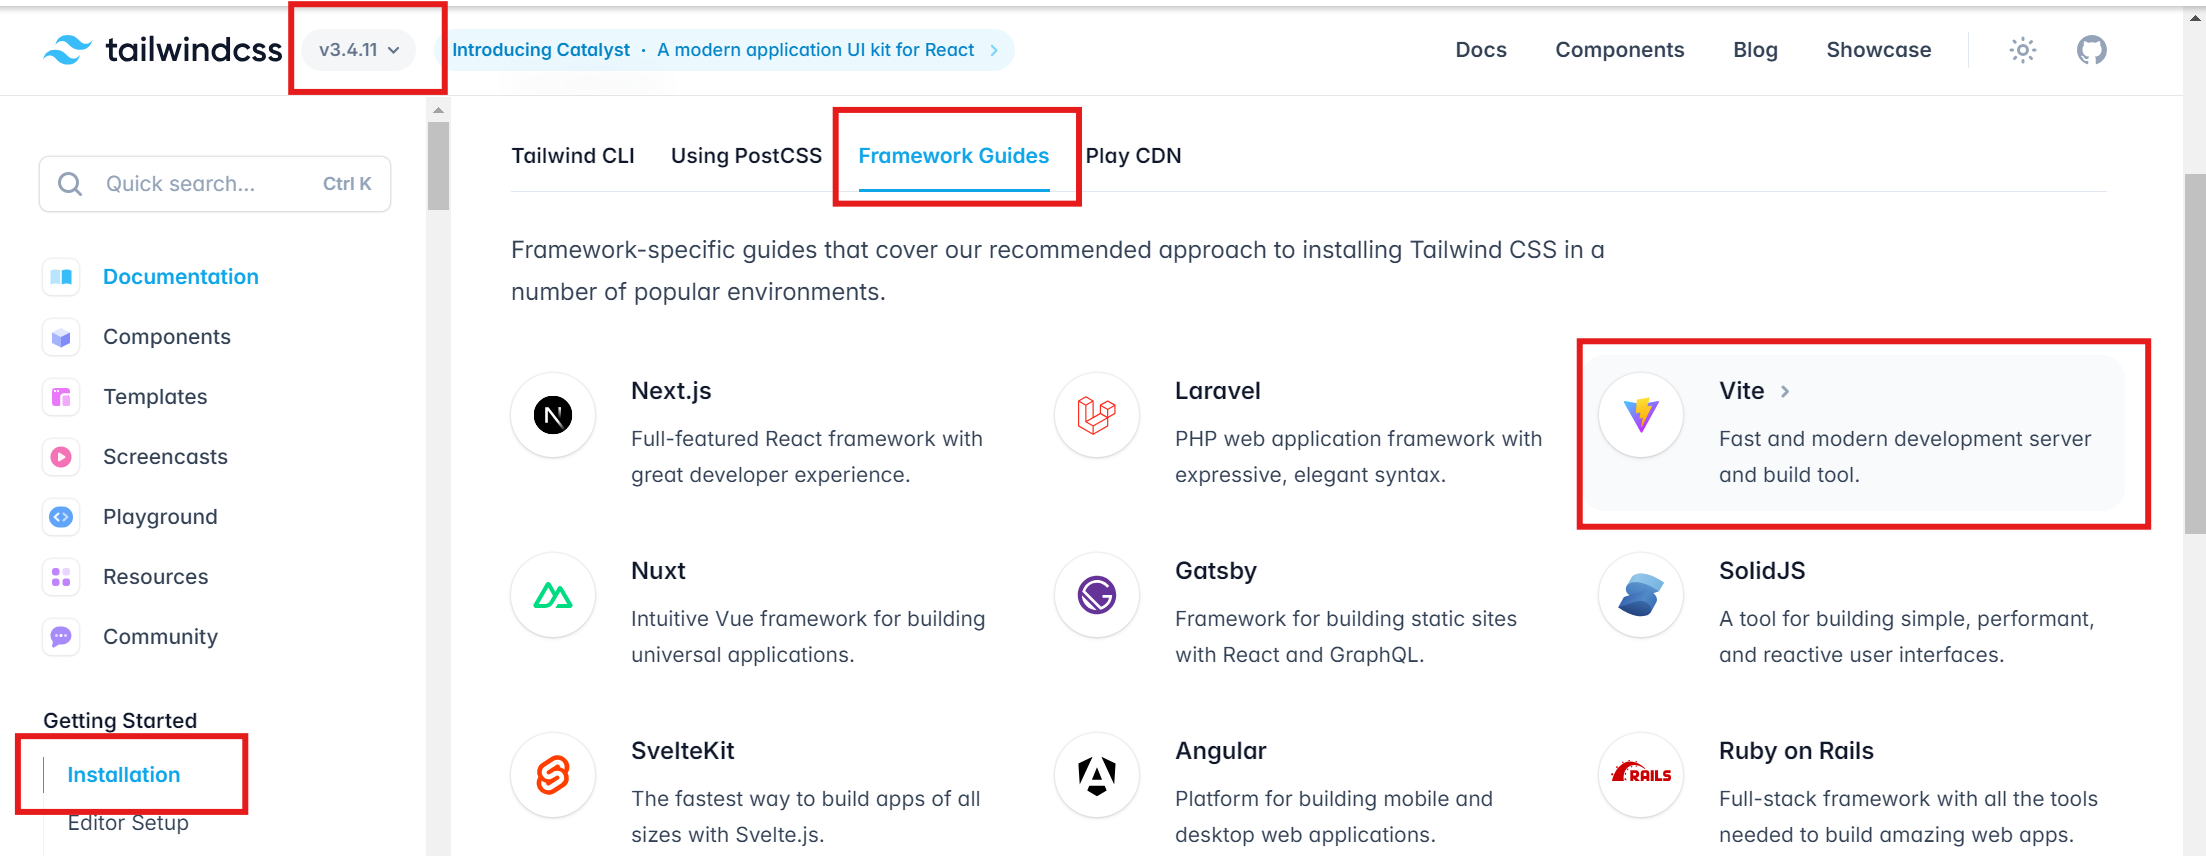 tailwindcss
v3.4.11
Introducing Catalyst · A modern application UI kit for React
Docs
Components
Blog
Showcase
Quick search...
Ctrl K
Documentation
Components
Templates
Screencasts
Playground
Resources
Community
Getting Started
Installation
Editor Setup
Tailwind CLI
Using PostCSS
Framework Guides
Play CDN
Framework-specific guides that cover our recommended approach to installing Tailwind CSS in a
number of popular environments.
N
Next.js
Full-featured React framework with
great developer experience.
Laravel
PHP web application framework with
expressive, elegant syntax.
Vite
Fast and modern development server
and build tool.
Nuxt
Intuitive Vue framework for building
universal applications.
Gatsby
Framework for building static sites
with React and GraphQL.
SolidJS
A tool for building simple, performant,
and reactive user interfaces.
SvelteKit
The fastest way to build apps of all
sizes with Svelte.js.
Angular
Platform for building mobile and
desktop web applications.
RAILS
Ruby on Rails
Full-stack framework with all the tools
needed to build amazing web apps.